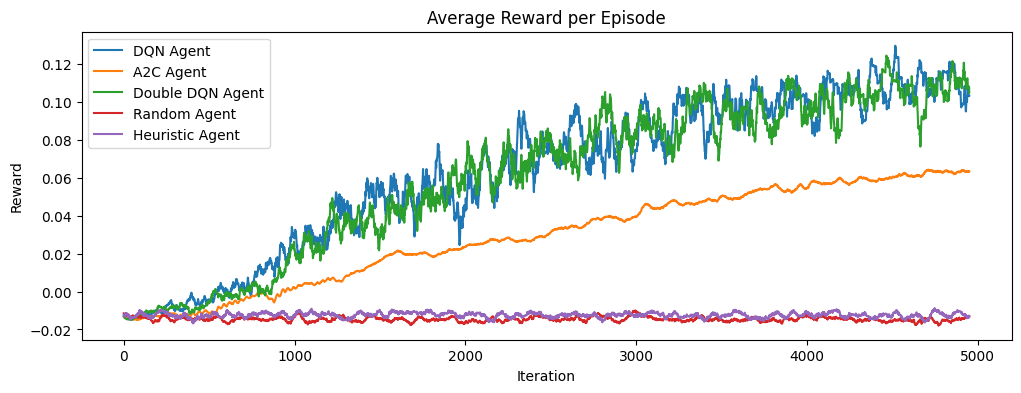 Average Reward per Episode
DQN Agent
A2C Agent
Double DQN Agent
Random Agent
Heuristic Agent
Reward
0.12
0.10
0.08
0.06
0.04
0.02
0.00
−0.02
0
1000
2000
3000
4000
5000
Iteration